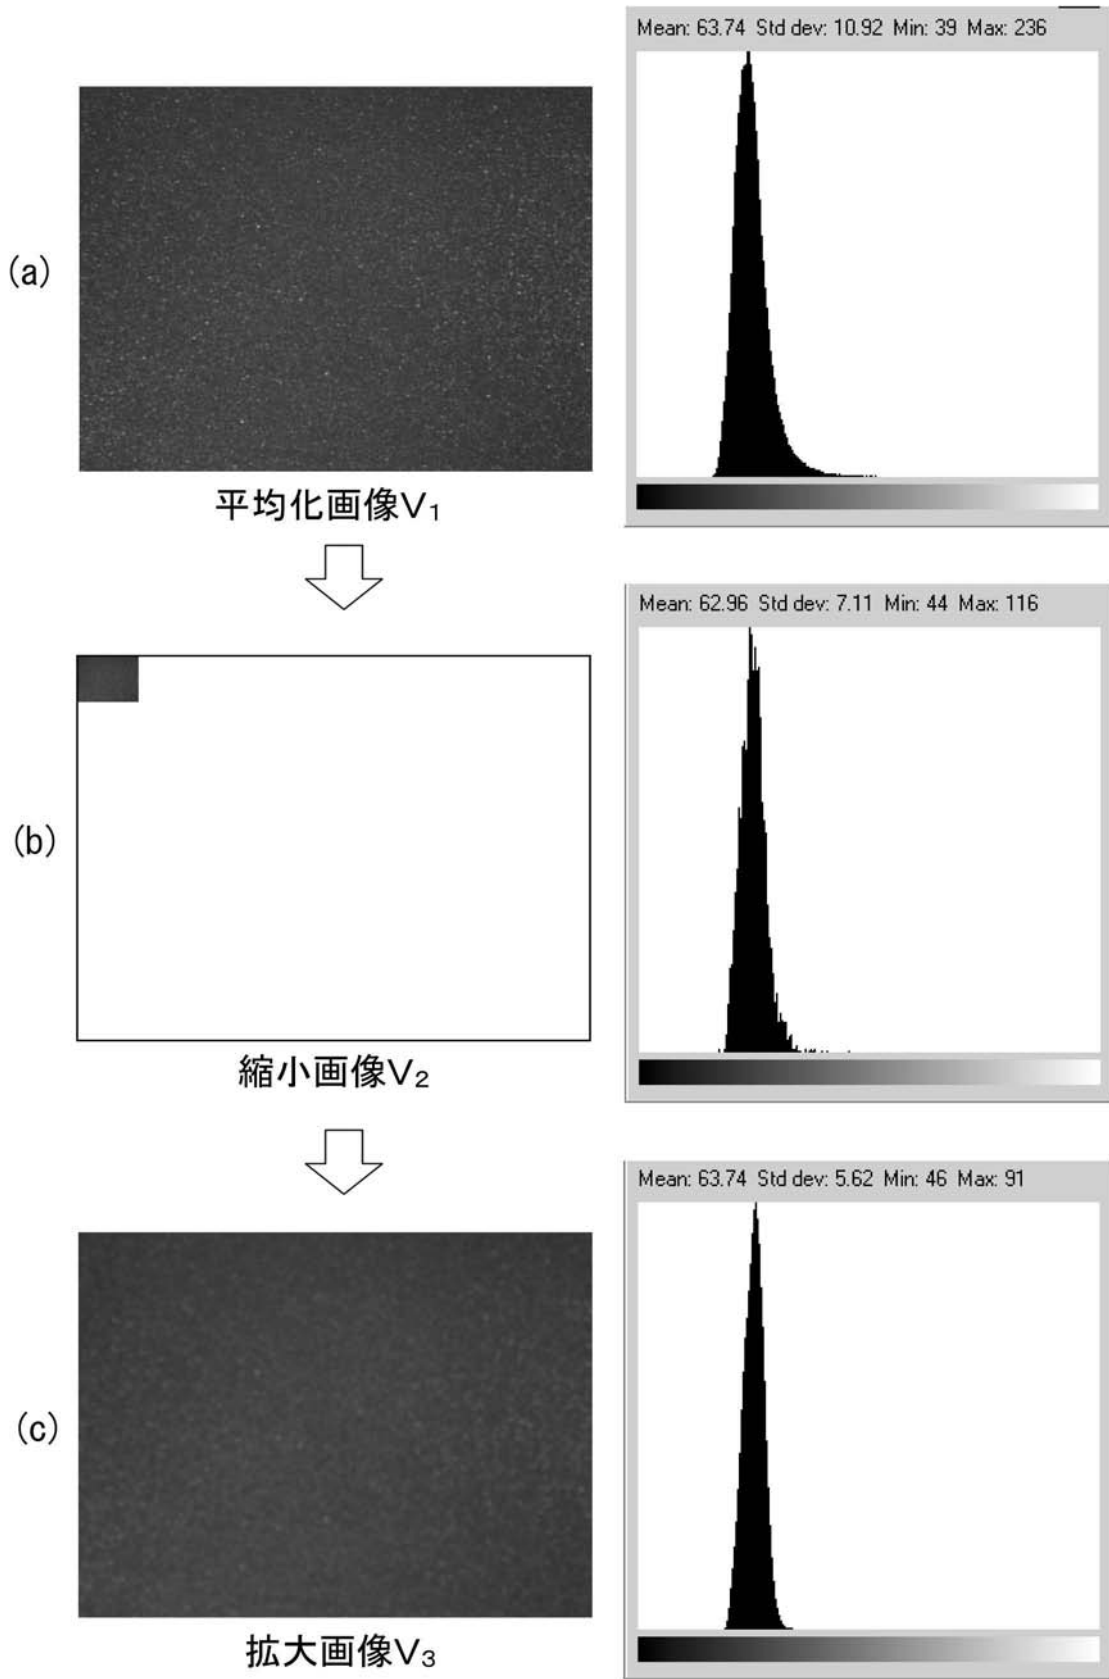 Mean: 63.74 Std dev: 10.92 Min: 39 Max: 236
(a)
平均化画像V₁
Mean: 62.96 Std dev: 7.11 Min: 44 Max: 116
(b)
縮小画像V₂
Mean: 63.74 Std dev: 5.62 Min: 46 Max: 91
(c)
拡大画像V₃